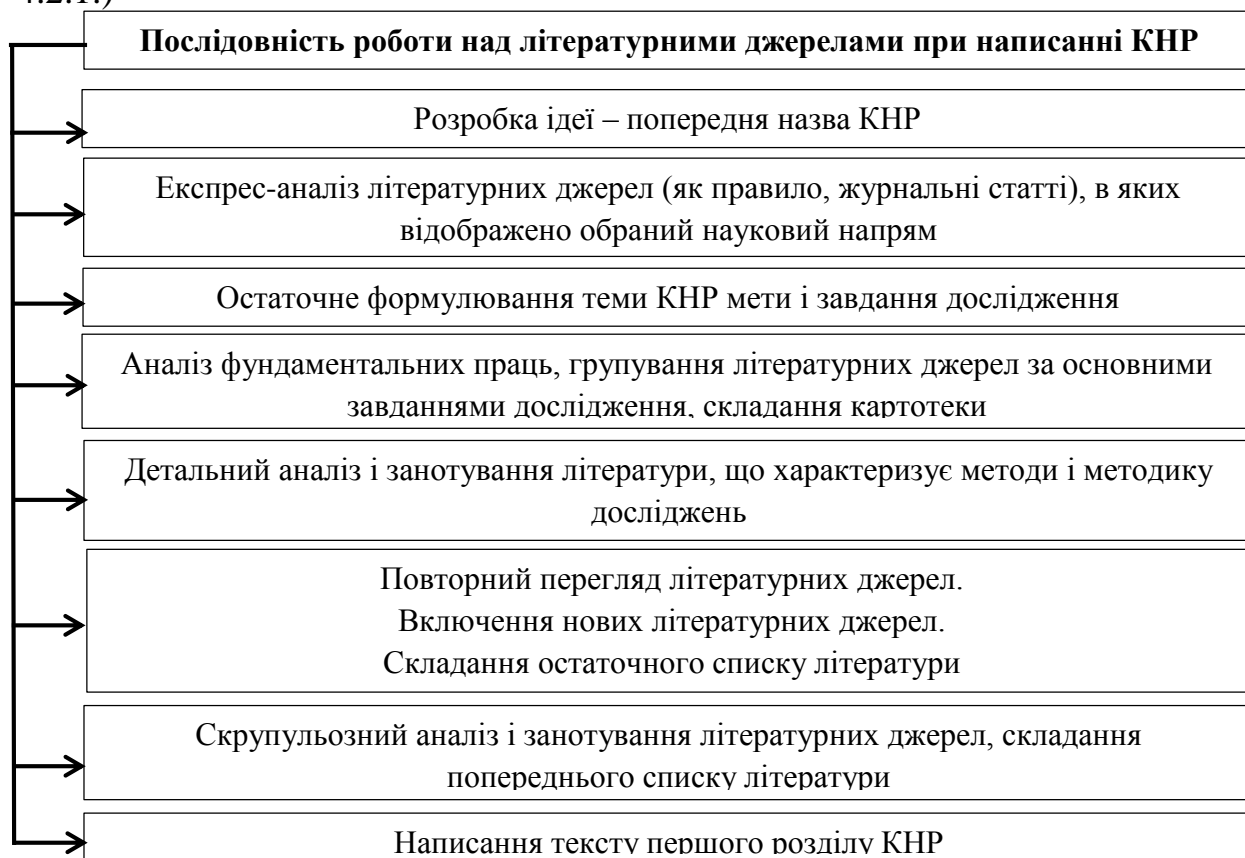 4.2.1.)
Послідовність роботи над літературними джерелами при написанні КНР
Розробка ідеї – попередня назва КНР
Експрес-аналіз літературних джерел (як правило, журнальні статті), в яких
відображено обраний науковий напрям
Остаточне формулювання теми КНР мети і завдання дослідження
Аналіз фундаментальних праць, групування літературних джерел за основними
завданнями дослідження, складання картотеки
Детальний аналіз і занотування літератури, що характеризує методи і методику
досліджень
Повторний перегляд літературних джерел.
Включення нових літературних джерел.
Складання остаточного списку літератури
Скрупульозний аналіз і занотування літературних джерел, складання
попереднього списку літератури
Написання тексту першого розділу КНР